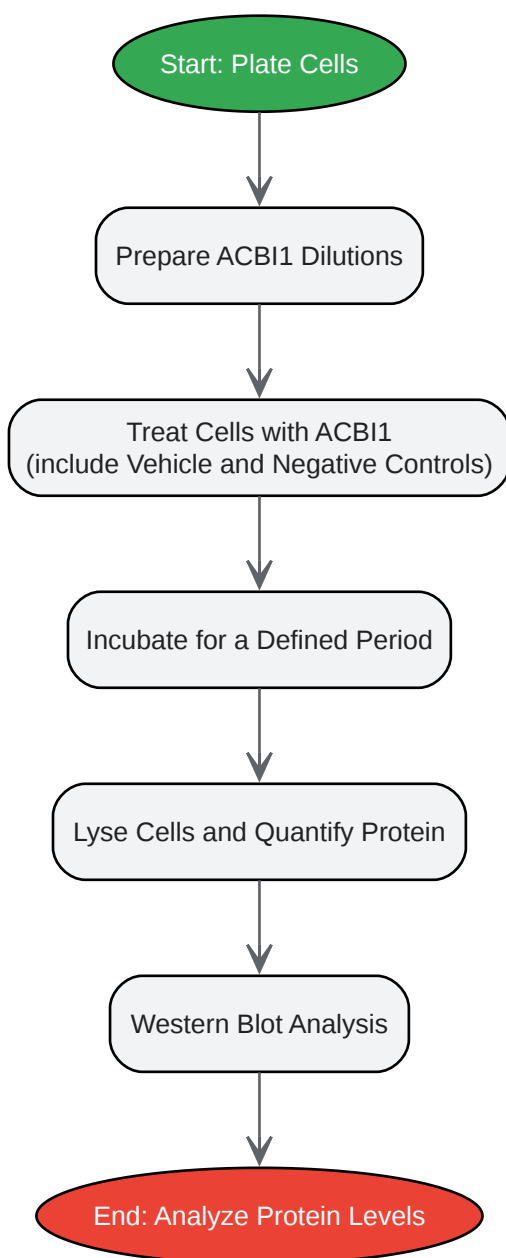 Start: Plate Cells
Prepare ACBI1 Dilutions
Treat Cells with ACBI1
(include Vehicle and Negative Controls)
Incubate for a Defined Period
Lyse Cells and Quantify Protein
Western Blot Analysis
End: Analyze Protein Levels